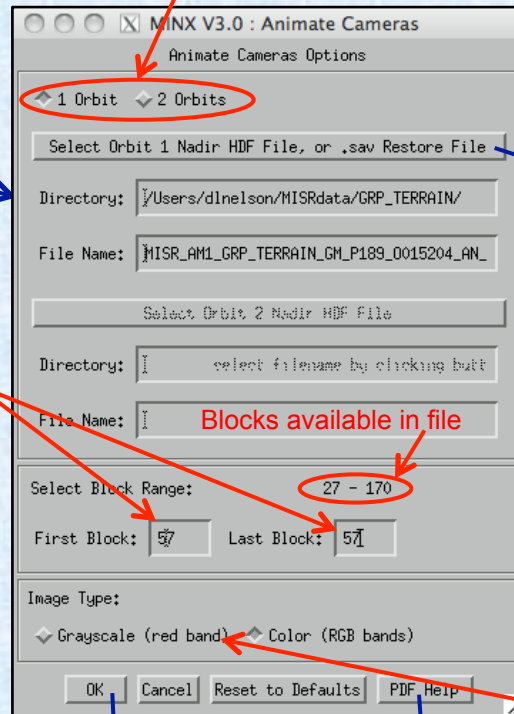 MINX V3.0 : Animate Cameras
Animate Cameras Options
1 Orbit 2 Orbits
Select Orbit 1 Nadir HDF File, or .sav Restore File
Directory: /Users/dlnelson/MISRdata/GRP_TERRAIN/
File Name: MISR_AM1_GRP_TERRAIN_GM_P189_O015204_AN_
Select Orbit 2 Nadir HDF File
Directory: select filename by clicking butt
File Name:
Blocks available in file
Select Block Range: 27 - 170
First Block: 57 Last Block: 57
Image Type:
Grayscale (red band) Color (RGB bands)
OK Cancel Reset to Defaults PDF Help